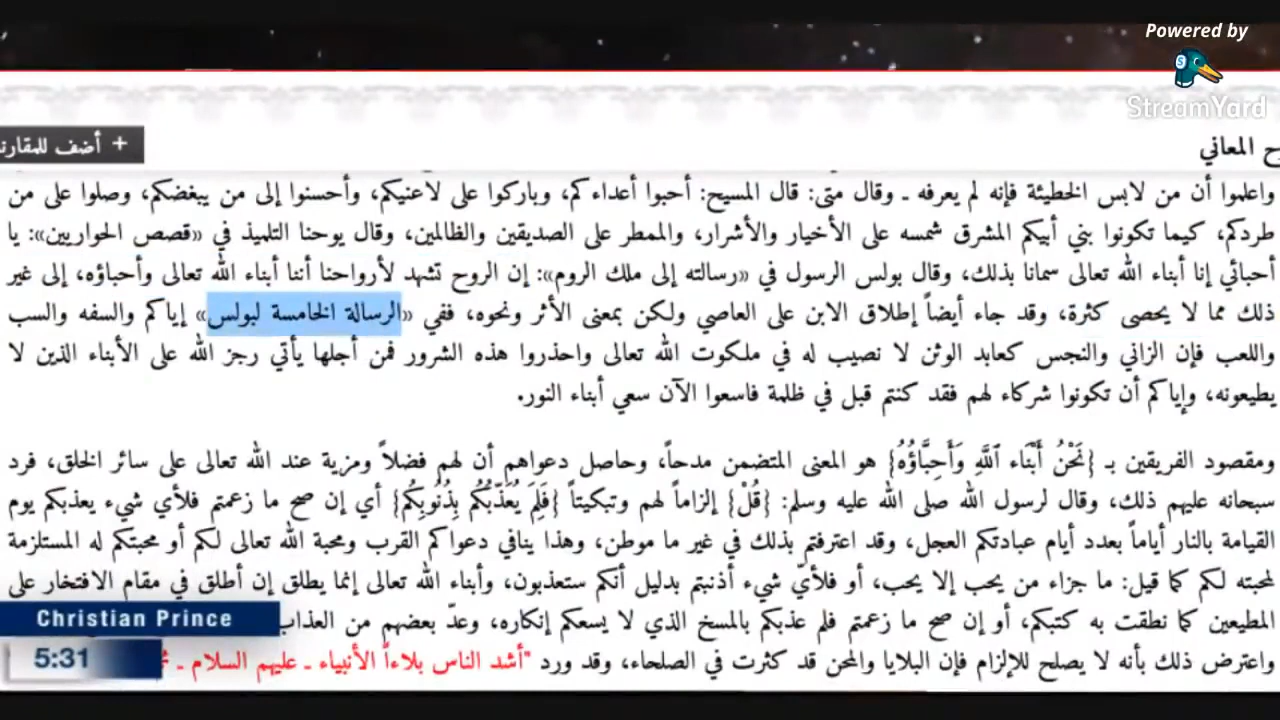 Powered by
StreamYard
+ أضف للمقارنة
ح المعاني
واعلموا أن من لابس الخطيئة فإنه لم يعرفه ـ وقال متى: قال المسيح: أحبوا أعداءكم، وباركوا على لاعنيكم، وأحسنوا إلى من يبغضكم، وصلوا على من
طردكم، كيما تكونوا بني أبيكم المشرق شمسه على الأخيار والأشرار، والممطر على الصديقين والظالمين، وقال يوحنا التلميذ في «قصص الحواريين»: يا
أحبائي إنا أبناء الله تعالى سمانا بذلك، وقال بولس الرسول في «رسالته إلى ملك الروم»: إن الروح تشهد لأرواحنا أننا أبناء الله تعالى وأحباؤه، إلى غير
ذلك مما لا يحصى كثرة، وقد جاء أيضاً إطلاق الابن على العاصي ولكن بمعنى الأثر ونحوه، ففي «الرسالة الخامسة لبولس» إياكم والسفه والسب
واللعب فإن الزاني والنجس كعابد الوثن لا نصيب له في ملكوت الله تعالى واحذروا هذه الشرور فمن أجلها يأتي رجز الله على الأبناء الذين لا
يطيعونه، وإياكم أن تكونوا شركاء لهم فقد كنتم قبل في ظلمة فاسعوا الآن سعي أبناء النور.
ومقصود الفريقين بـ {نَحْنُ أَبْنَاء ٱللَّهِ وَأَحِبَّاؤُهُ} هو المعنى المتضمن مدحاً، وحاصل دعواهم أن لهم فضلاً ومزية عند الله تعالى على سائر الخلق، فرد
سبحانه عليهم ذلك، وقال لرسول الله صلى الله عليه وسلم: {قُلْ} إلزاماً لهم وتبكيتاً {فَلِمَ يُعَذِّبُكُم بِذُنُوبِكُم} أي إن صح ما زعمتم فلأي شيء يعذبكم يوم
القيامة بالنار أياماً بعدد أيام عبادتكم العجل، وقد اعترفتم بذلك في غير ما موطن، وهذا ينافي دعواكم القرب ومحبة الله تعالى لكم أو محبتكم له المستلزمة
لمحبته لكم كما قيل: ما جزاء من يحب إلا يحب، أو فلأيّ شيء أذنبتم بدليل أنكم ستعذبون، وأبناء الله تعالى إنما يطلق إن أطلق في مقام الافتخار على
المطيعين كما نطقت به كتبكم، أو إن صح ما زعمتم فلم عذبكم بالمسخ الذي لا يسعكم إنكاره، وعدّ بعضهم من العذاب
واعترض ذلك بأنه لا يصلح للإلزام فإن البلايا والمحن قد كثرت في الصلحاء، وقد ورد "أشد الناس بلاءاً الأنبياء ـ عليهم السلام ـ
Christian Prince
5:31